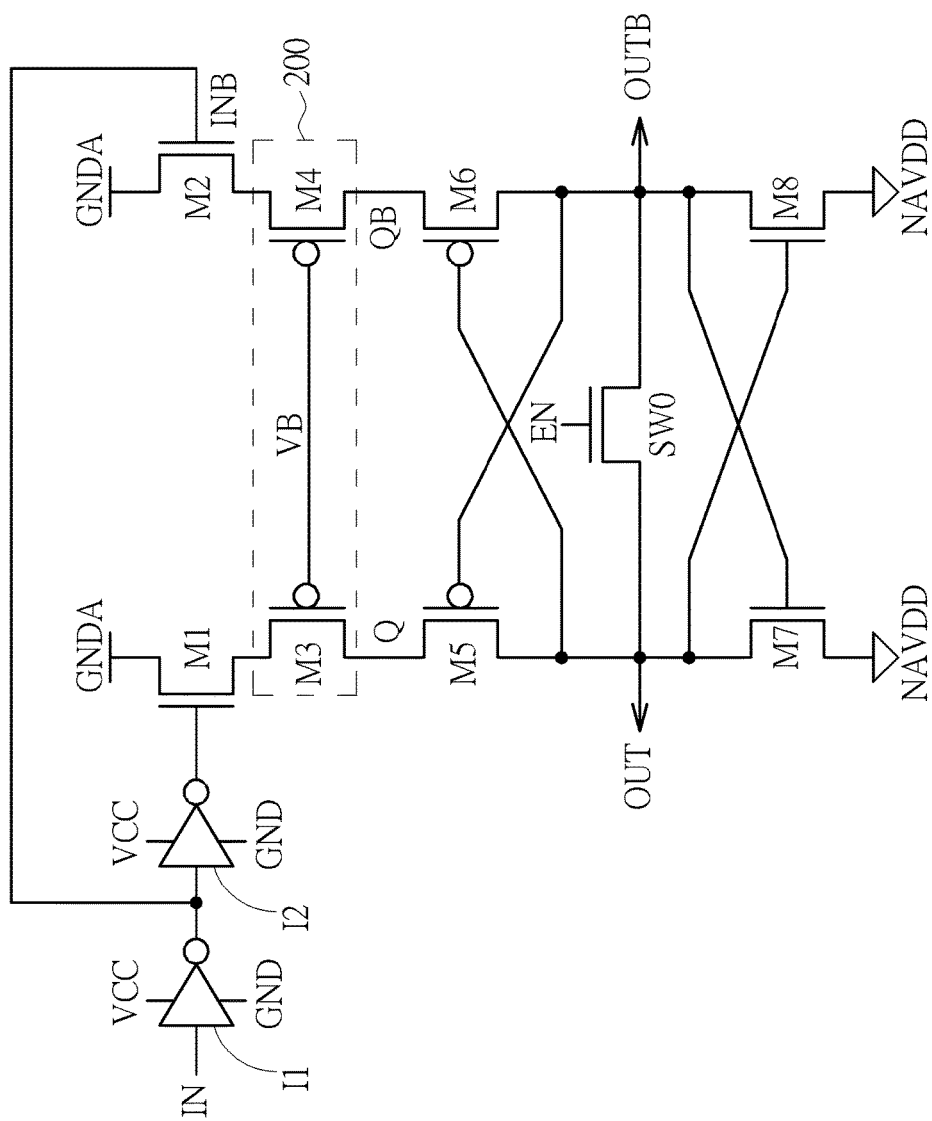 GNDA
GNDA
VCC
VCC
M1
M2
INB
IN
GND
GND
I1
I2
200
M3
VB
M4
Q
QB
M5
M6
EN
OUT
OUTB
SW0
M7
M8
NAVDD
NAVDD